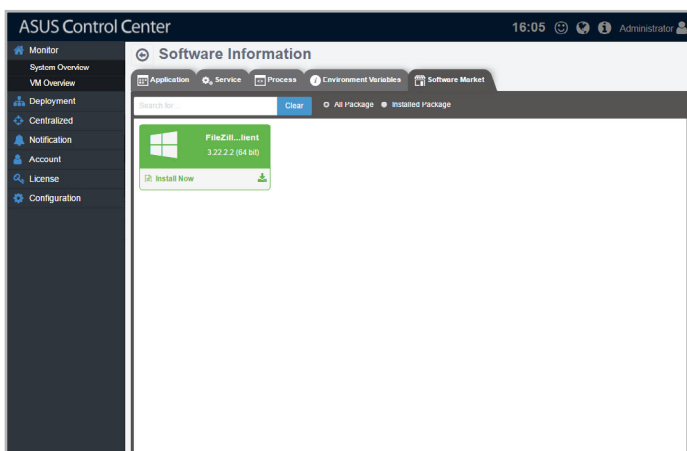 ASUS Control Center
16:05
Administrator
Monitor
System Overview
VM Overview
Deployment
Centralized
Notification
Account
License
Configuration
Software Information
Application
Service
Process
Environment Variables
Software Market
Search for ...
Clear
All Package
Installed Package
FileZill...lient
3.22.2.2 (64 bit)
Install Now